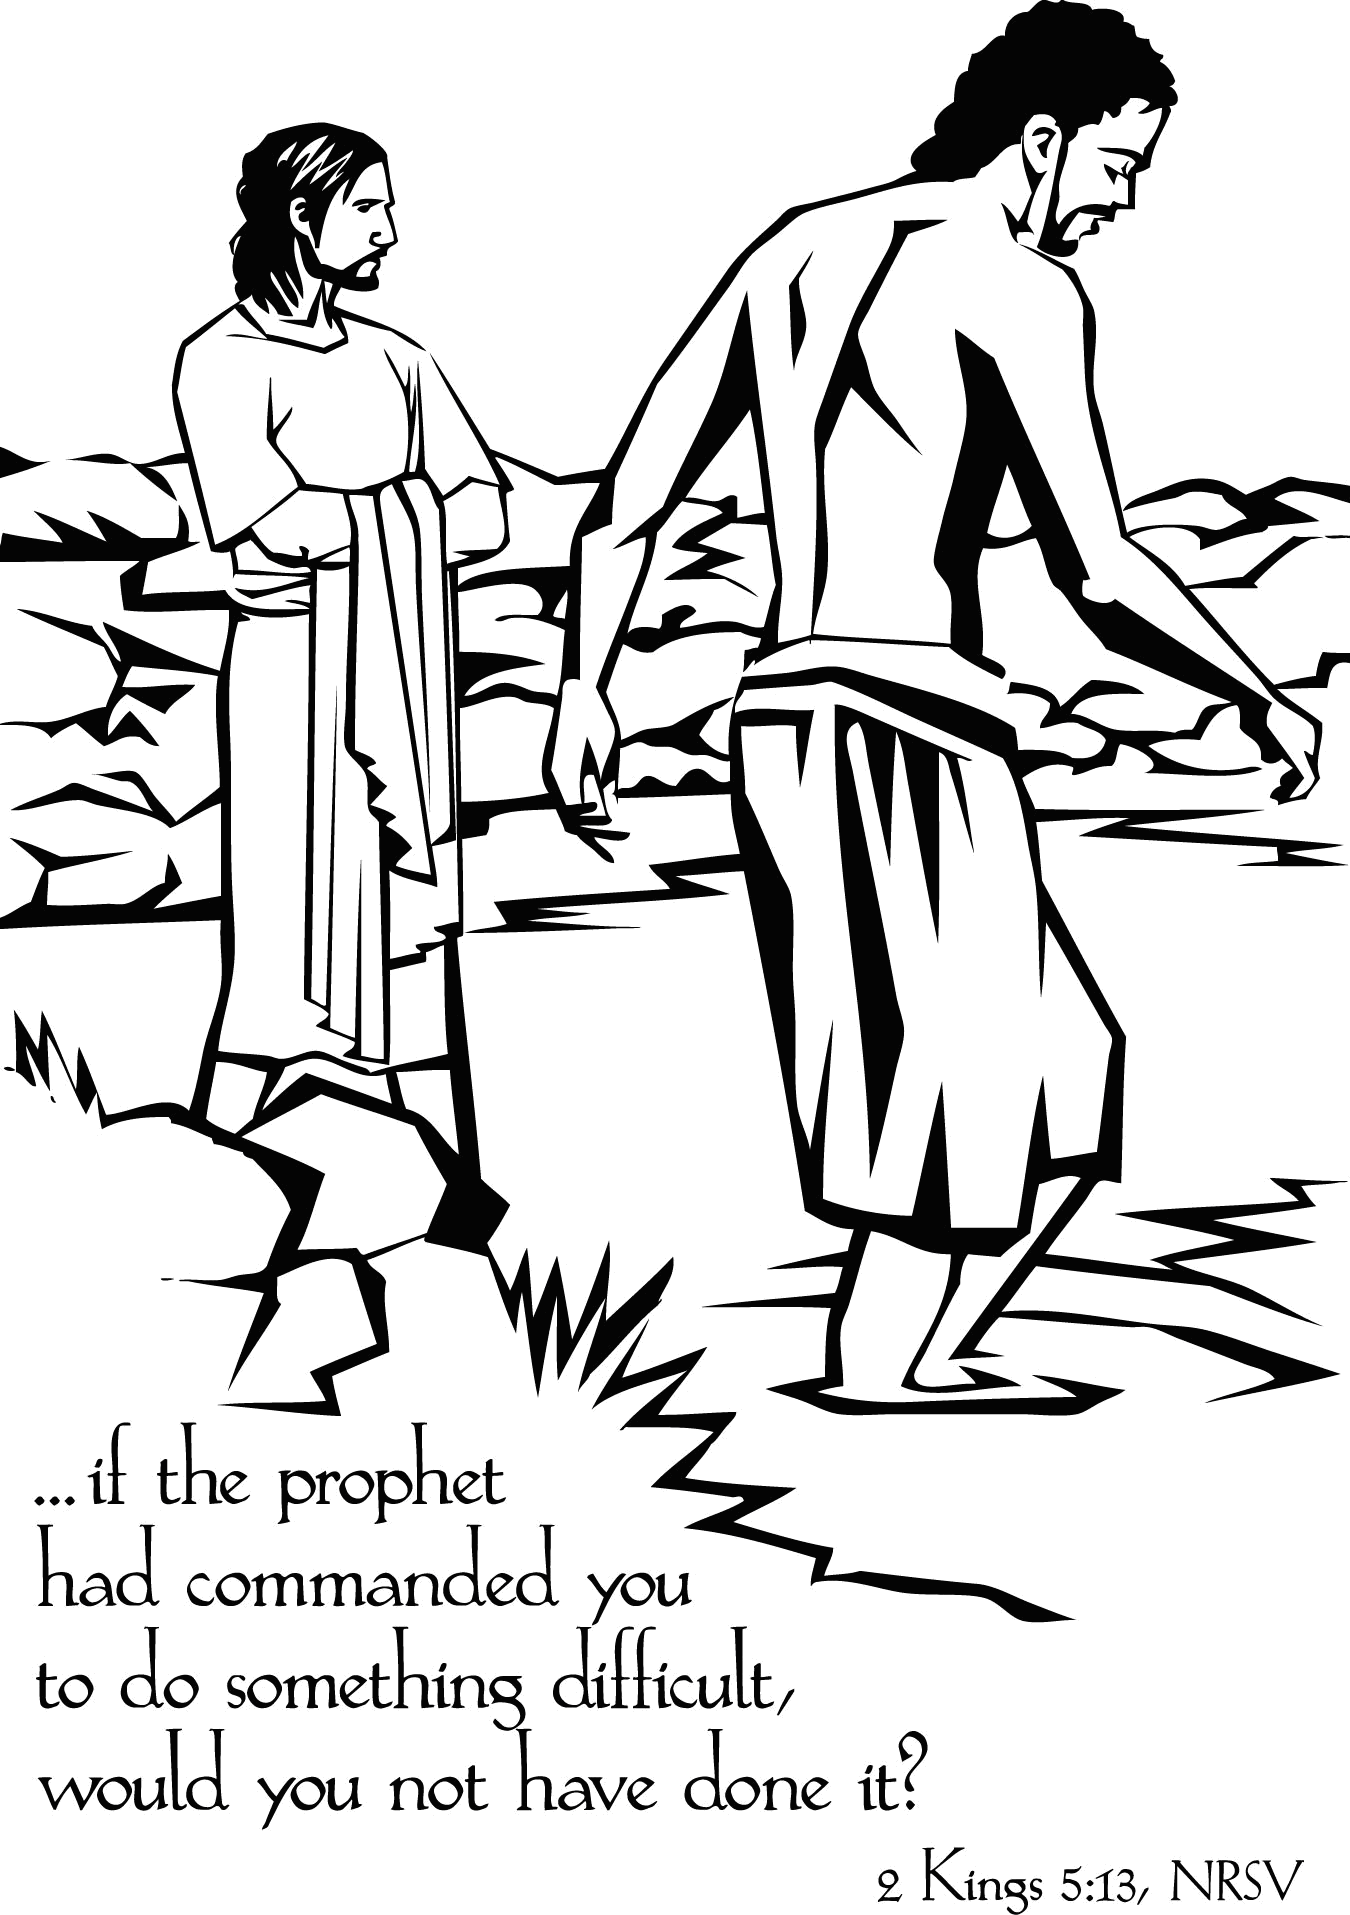 ...if the prophet
had commanded you
to do something difficult,
would you not have done it?
2 Kings 5:13, NRSV